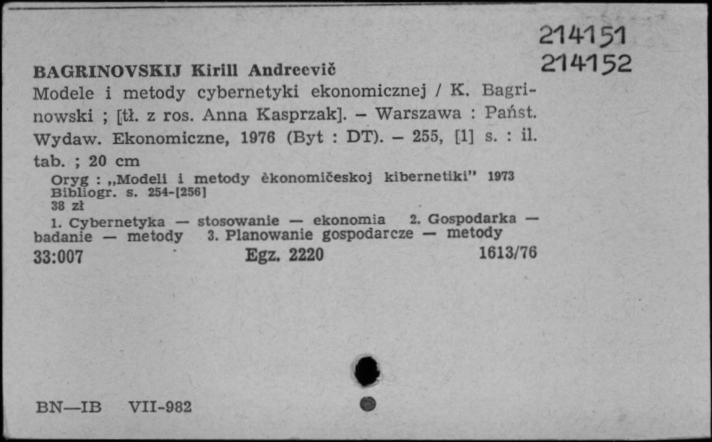 214151
214152
BAGRINOVSKIJ Kirill Andreevič
Modele i metody cybernetyki ekonomicznej / K. Bagri-
nowski ; [tł. z ros. Anna Kasprzak]. — Warszawa : Państ.
Wydaw. Ekonomiczne, 1976 (Byt : DT). — 255, [1] s. : il.
tab. ; 20 cm
Oryg : „Modeli i metody èkonomičeskoj kibernetiki" 1973
Bibliogr. s. 254-[256]
38 zł
1. Cybernetyka — stosowanie — ekonomia 2. Gospodarka —
badanie — metody 3. Planowanie gospodarcze — metody
33:007 Egz. 2220 1613/76
BN—IB VII-982